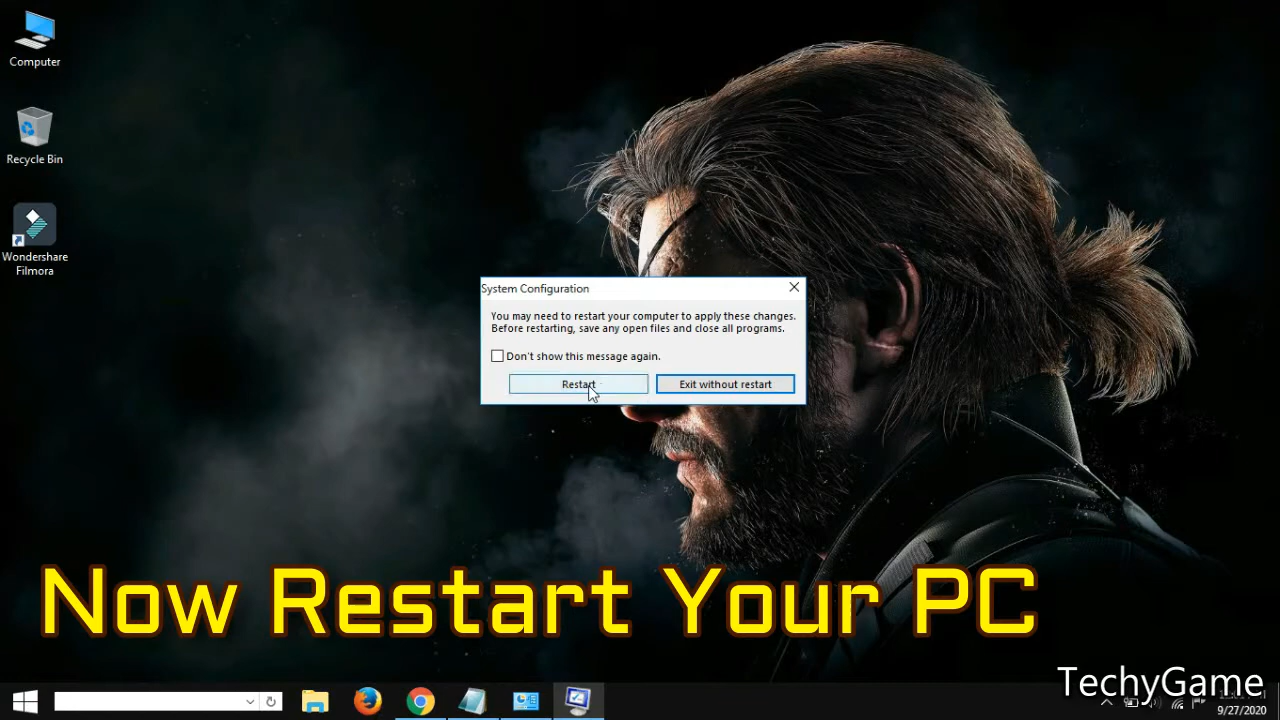 Computer
Recycle Bin
Wondershare
Filmora
System Configuration
You may need to restart your computer to apply these changes.
Before restarting, save any open files and close all programs.
Don't show this message again.
Restart
Exit without restart
Now Restart Your PC
TechyGame
9/27/2020